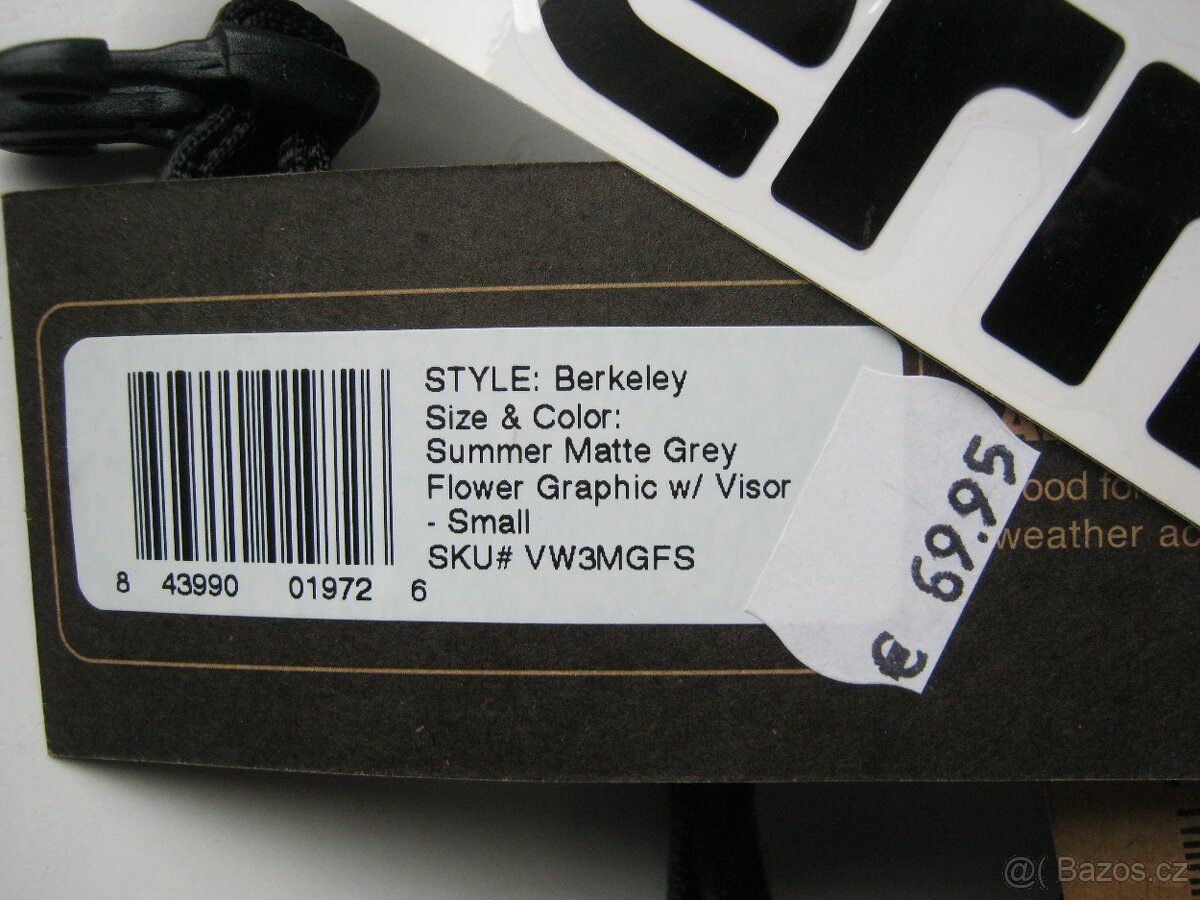 STYLE: Berkeley
Size & Color:
Summer Matte Grey
Flower Graphic w/ Visor
- Small
SKU# VW3MGFS
8 43990 01972 6
€ 69.95
weather
@( Bazos.cz